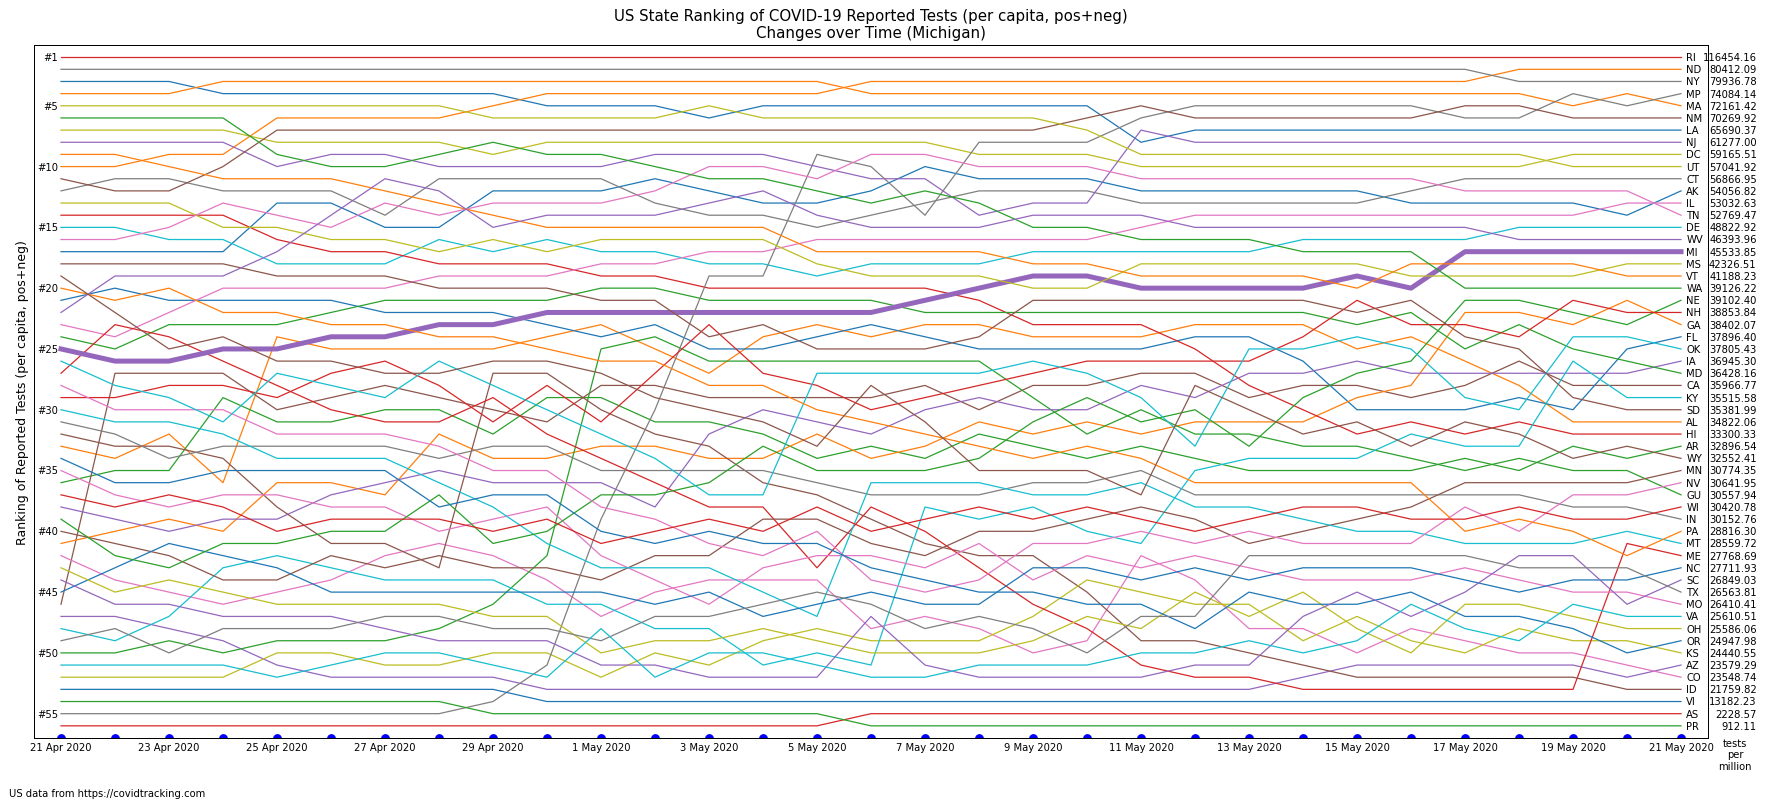 US State Ranking of COVID-19 Reported Tests (per capita, pos+neg)
Changes over Time (Michigan)
Ranking of Reported Tests (per capita, pos+neg)
#1
#5
#10
#15
#20
#25
#30
#35
#40
#45
#50
#55
RI 116454.16
ND 80412.09
NY 79936.78
MP 74084.14
MA 72161.42
NM 70269.92
LA 65690.37
NJ 61277.00
DC 59165.51
UT 57041.92
CT 56866.95
AK 54056.82
IL 53032.63
TN 52769.47
DE 48822.92
WV 46393.96
MI 45533.85
MS 42326.51
VT 41188.23
WA 39126.22
NE 39102.40
NH 38853.84
GA 38402.07
FL 37896.40
OK 37805.43
IA 36945.30
MD 36428.16
CA 35966.77
KY 35515.58
SD 35381.99
AL 34822.06
HI 33300.33
AR 32896.54
WY 32552.41
MN 30774.35
NV 30641.95
GU 30557.94
WI 30420.78
IN 30152.76
PA 28816.30
MT 28559.72
ME 27768.69
NC 27711.93
SC 26849.03
TX 26563.81
MO 26410.41
VA 25610.51
OH 25586.06
OR 24947.98
KS 24440.55
AZ 23579.29
CO 23548.74
ID 21759.82
VI 13182.23
AS 2228.57
PR 912.11
21 Apr 2020 23 Apr 2020 25 Apr 2020 27 Apr 2020 29 Apr 2020 1 May 2020 3 May 2020 5 May 2020 7 May 2020 9 May 2020 11 May 2020 13 May 2020 15 May 2020 17 May 2020 19 May 2020 21 May 2020
tests
per
million
US data from https://covidtracking.com